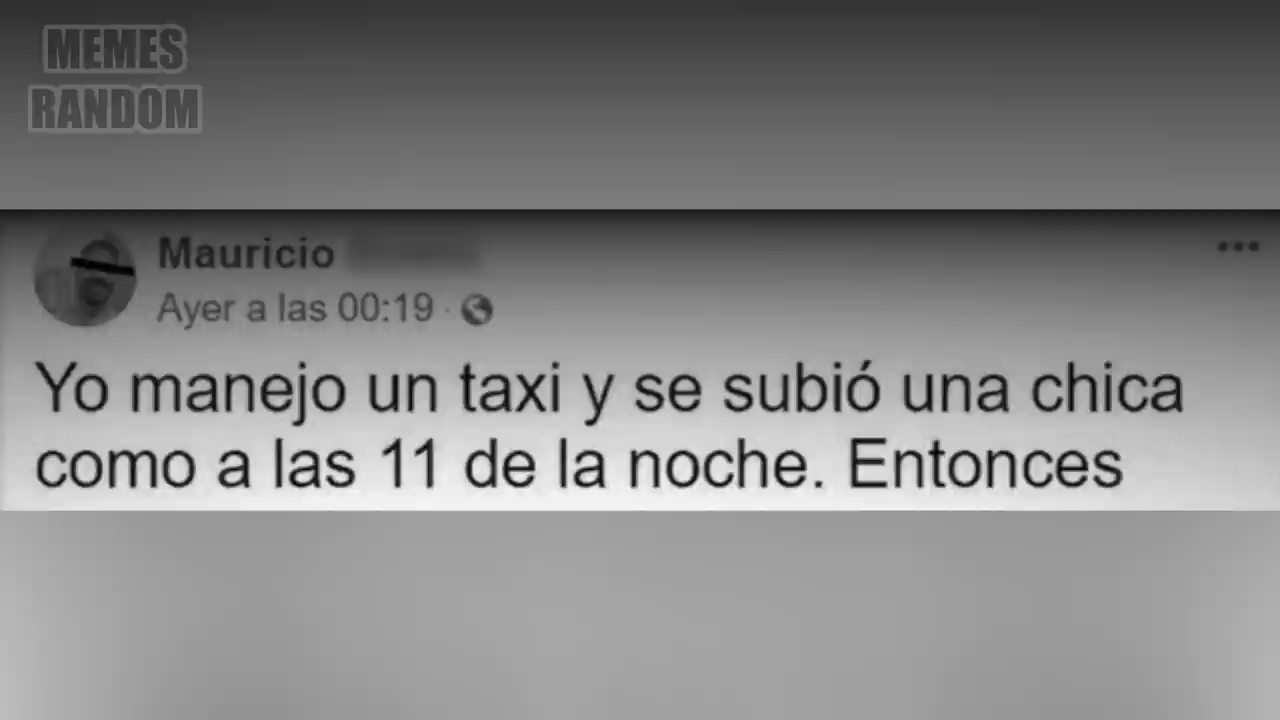 MEMES
RANDOM
Mauricio
Ayer a las 00:19 ·
Yo manejo un taxi y se subió una chica
como a las 11 de la noche. Entonces